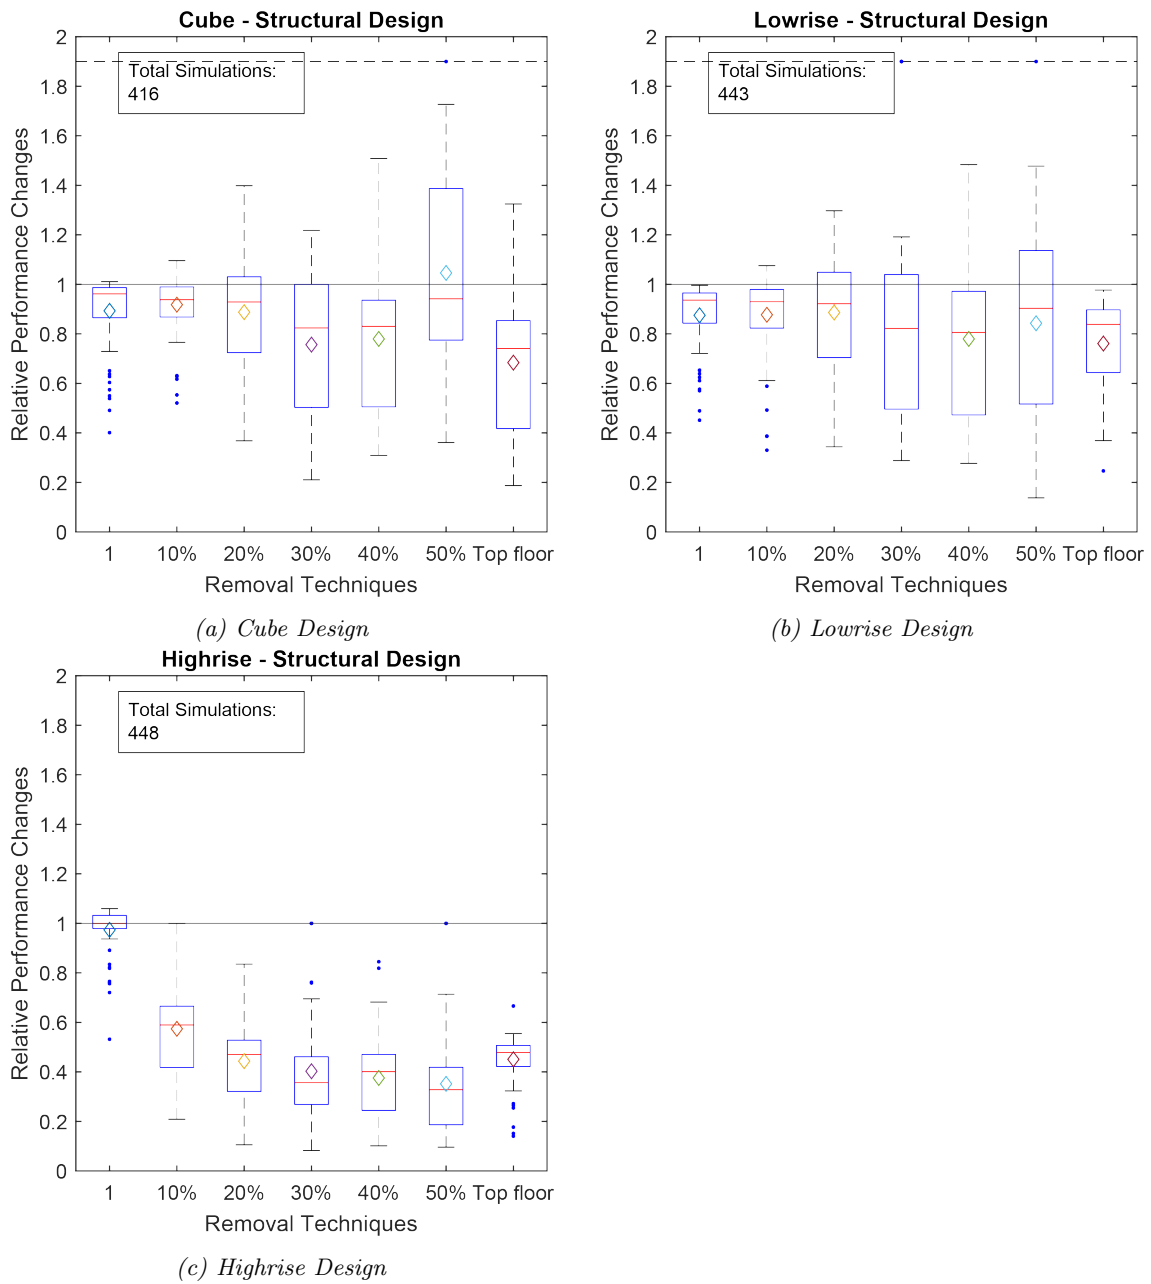 Cube - Structural Design
2
1.8
1.6
1.4
1.2
1
0.8
0.6
0.4
0.2
0
Relative Performance Changes
Total Simulations:
416
1 10% 20% 30% 40% 50% Top floor
Removal Techniques
(a) Cube Design
Lowrise - Structural Design
2
1.8
1.6
1.4
1.2
1
0.8
0.6
0.4
0.2
0
Relative Performance Changes
Total Simulations:
443
1 10% 20% 30% 40% 50% Top floor
Removal Techniques
(b) Lowrise Design
Highrise - Structural Design
2
1.8
1.6
1.4
1.2
1
0.8
0.6
0.4
0.2
0
Relative Performance Changes
Total Simulations:
448
1 10% 20% 30% 40% 50% Top floor
Removal Techniques
(c) Highrise Design